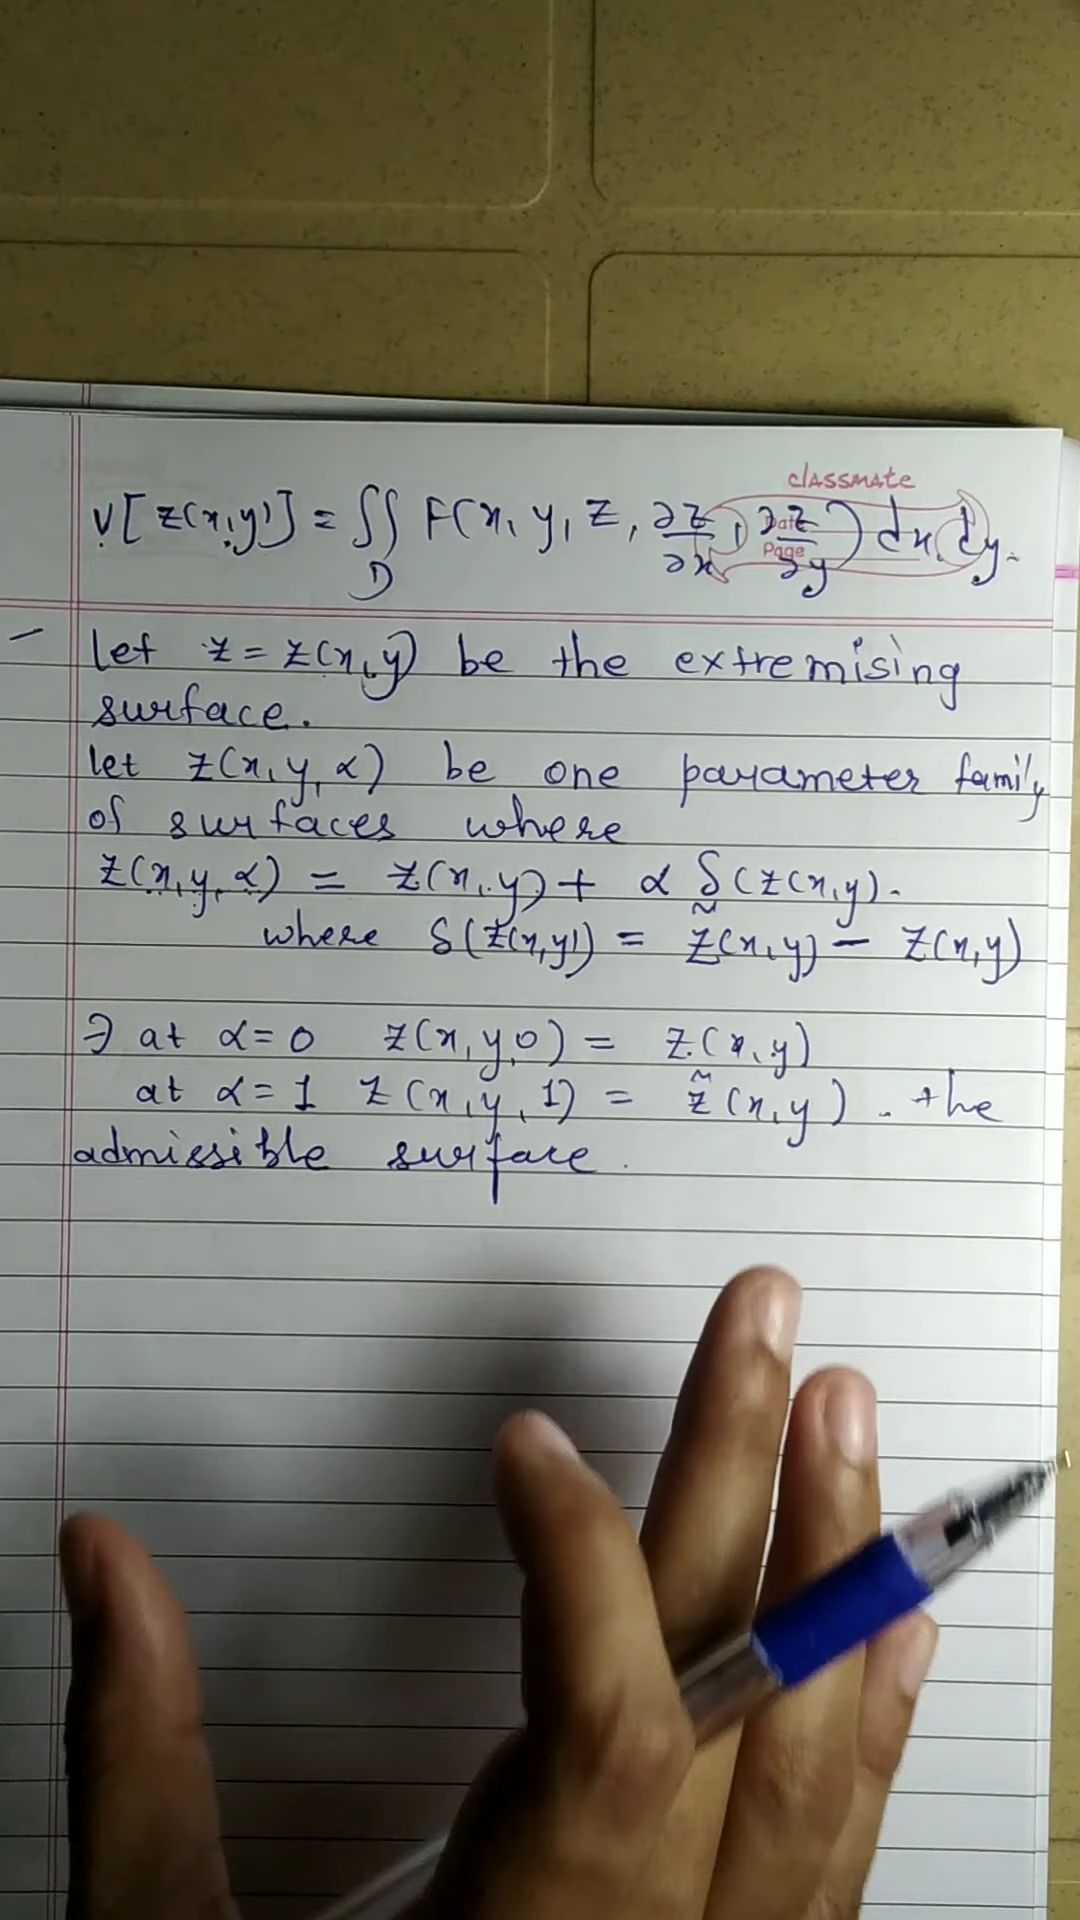 classmate
Date
Page
V[z(x,y)] = ∬_D F(x, y, z, ∂z/∂x, ∂z/∂y) dx dy.
- let z = z(x,y) be the extremising
surface.
let z(x,y,α) be one parameter family
of surfaces where
z(x,y,α) = z(x,y) + α δ(z(x,y).
where δ(z(x,y)) = z̃(x,y) - z(x,y)
∋ at α=0 z(x,y,0) = z(x,y)
at α=1 z(x,y,1) = z̃(x,y). the
admissible surface.